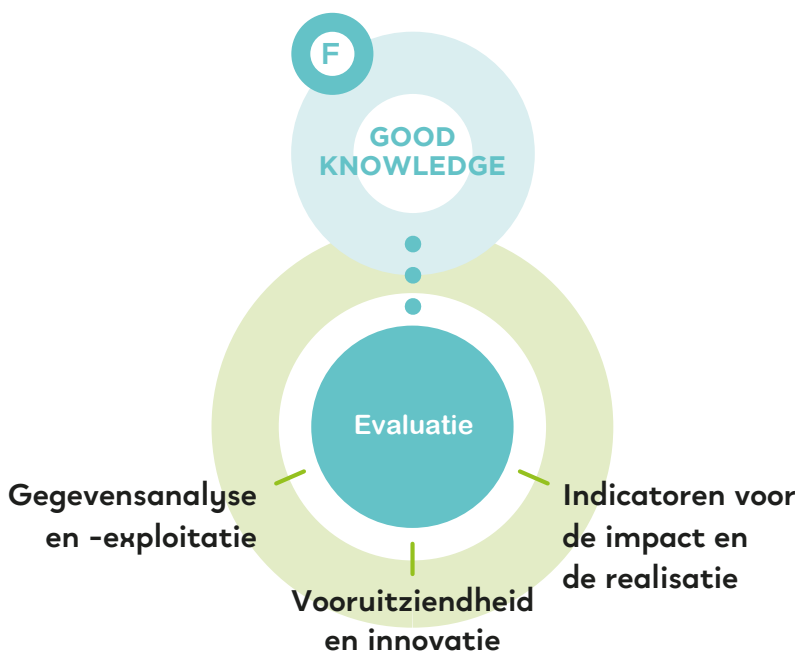 F
GOOD
KNOWLEDGE
Evaluatie
Gegevensanalyse
en -exploitatie
Indicatoren voor
de impact en
de realisatie
Vooruitziendheid
en innovatie